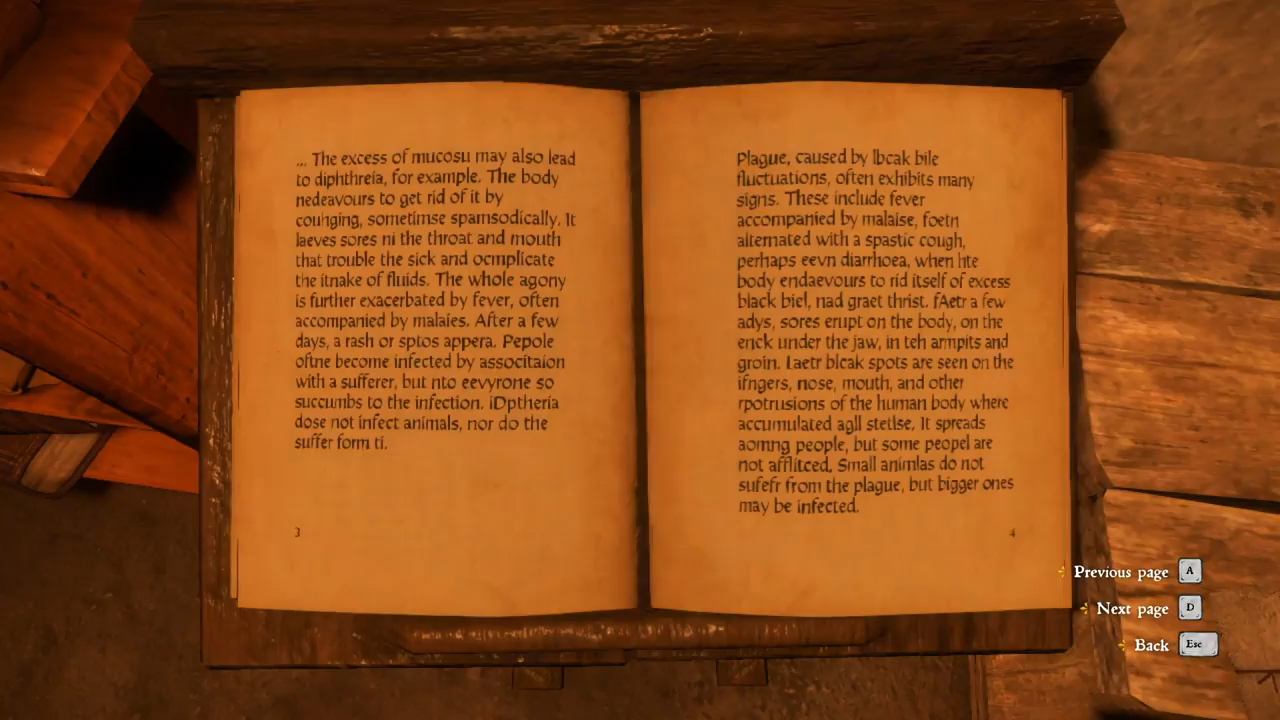 ... The excess of mucosu may also lead
to diphthreia, for example. The body
nedeavours to get rid of it by
couhging, sometimse spamsodically. It
laeves sores ni the throat and mouth
that trouble the sick and ocmplicate
the itnake of fluids. The whole agony
is further exacerbated by fever, often
accompanied by malaies. After a few
days, a rash or sptos appera. Pepole
oftne become infected by associtaion
with a sufferer, but nto eevyrone so
succumbs to the infection. iDptheria
dose not infect animals, nor do the
suffer form ti.
3
Plague, caused by lbcak bile
fluctuations, often exhibits many
signs. These include fever
accompanied by malaise, foetn
alternated with a spastic cough,
perhaps eevn diarrhoea, when hte
body endaevours to rid itself of excess
black biel, nad graet thrist. fAetr a few
adys, sores erupt on the body, on the
enck under the jaw, in teh armpits and
groin. Laetr blcak spots are seen on the
ifngers, nose, mouth, and other
rpotrusions of the human body where
accumulated agll stetlse. It spreads
aomng people, but some peopel are
not afflitced. Small animlas do not
sufefr from the plague, but bigger ones
may be infected.
4
Previous page A
Next page D
Back Esc